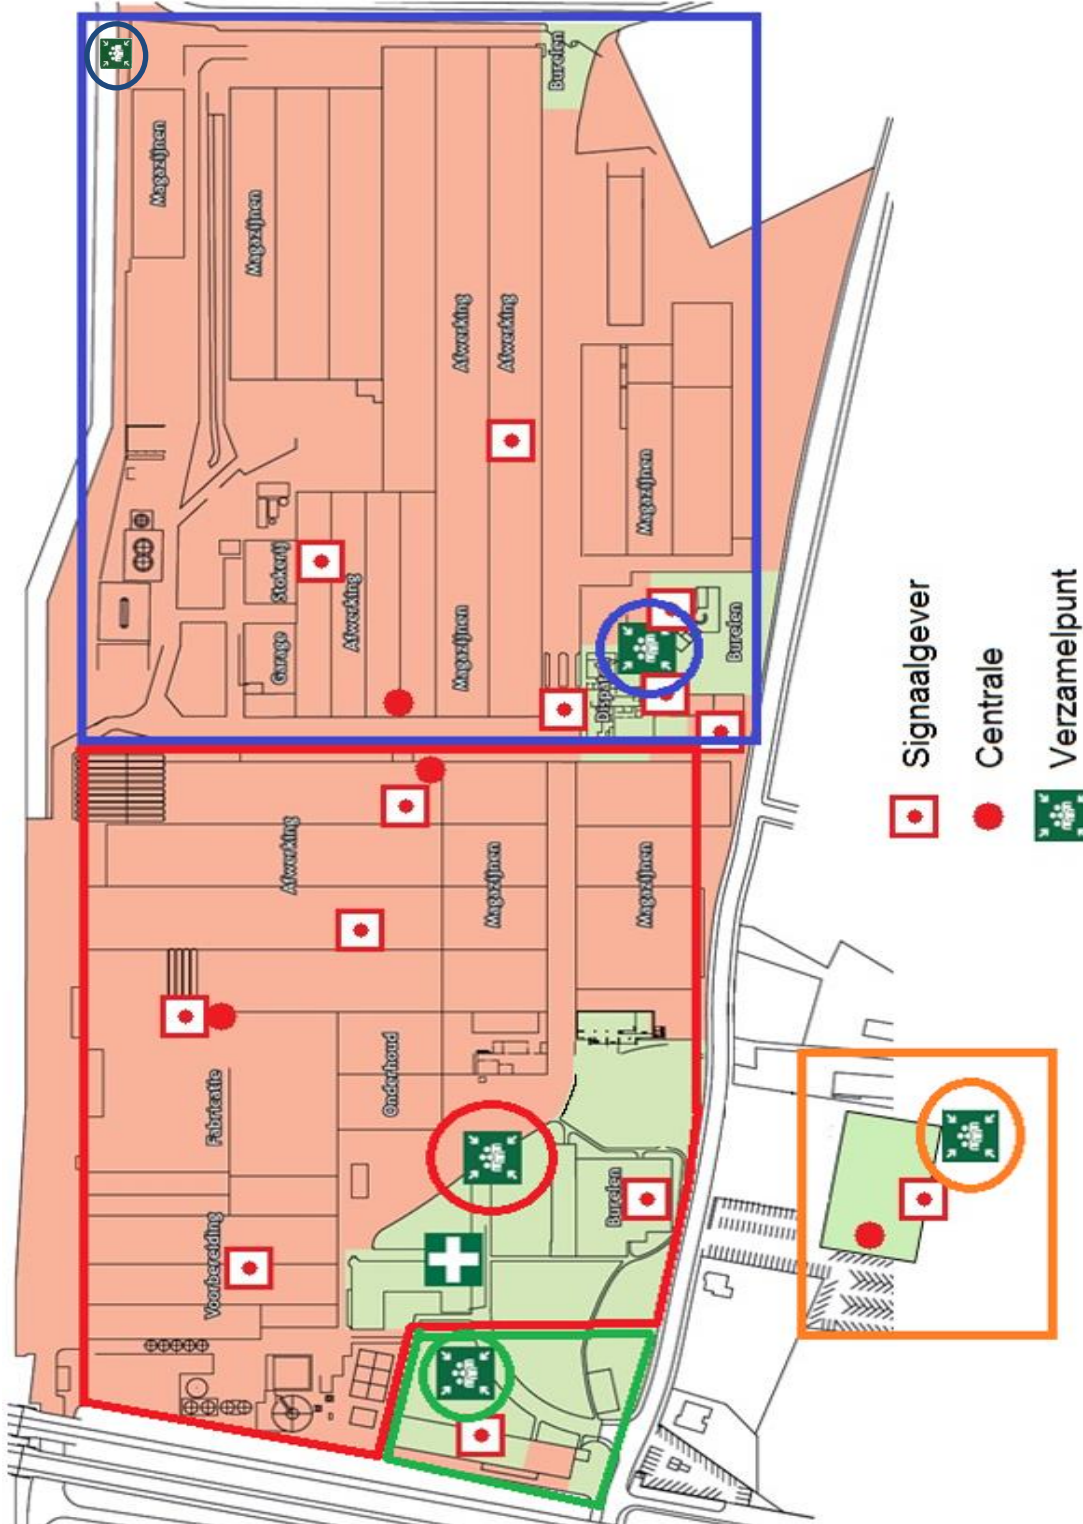 Magazijnen
Magazijnen
Burelen
Afwerking
Afwerking
Magazijnen
Stokerij
Garage
Afwerking
Magazijnen
Burelen
Afwerking
Magazijnen
Magazijnen
Onderhoud
Fabricatie
Voorbereiding
Burelen
Signaalgever
Centrale
Verzamelpunt